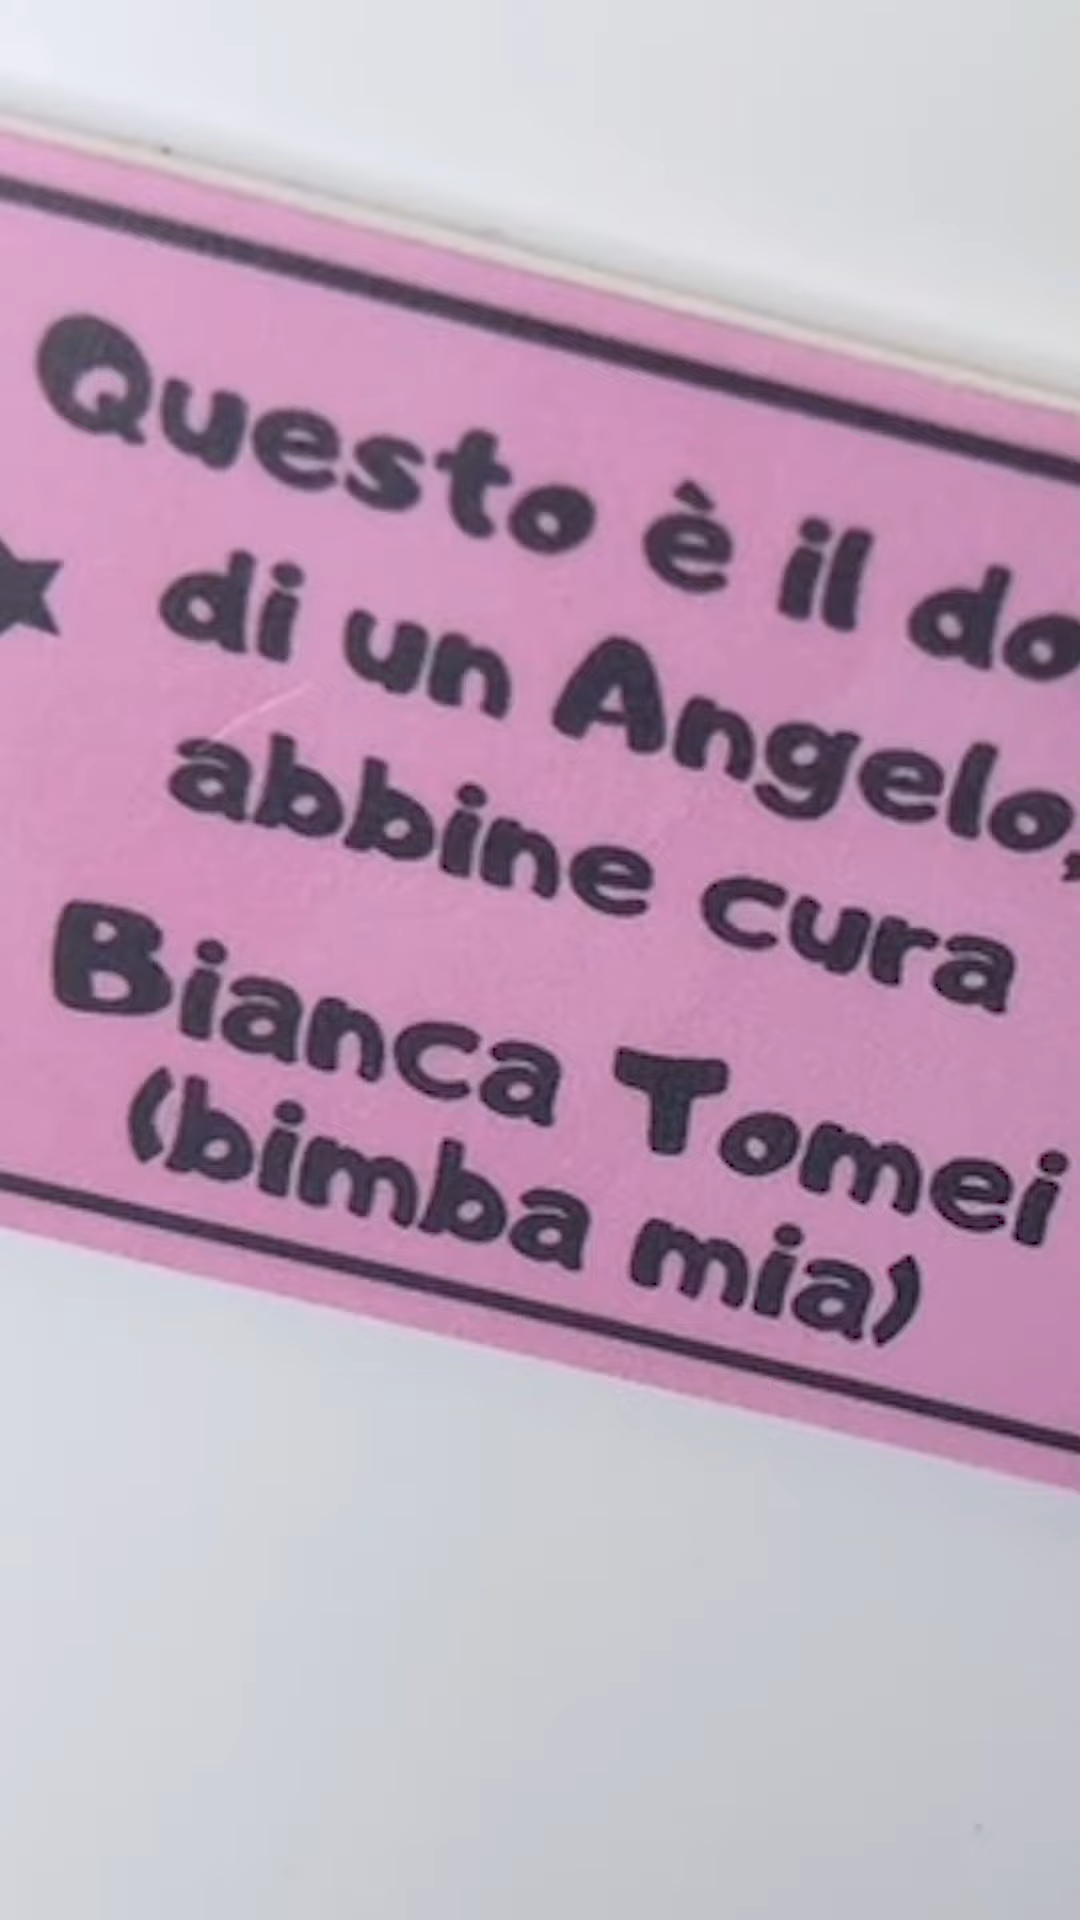 Questo è il do
di un Angelo,
abbine cura
Bianca Tomei
(bimba mia)